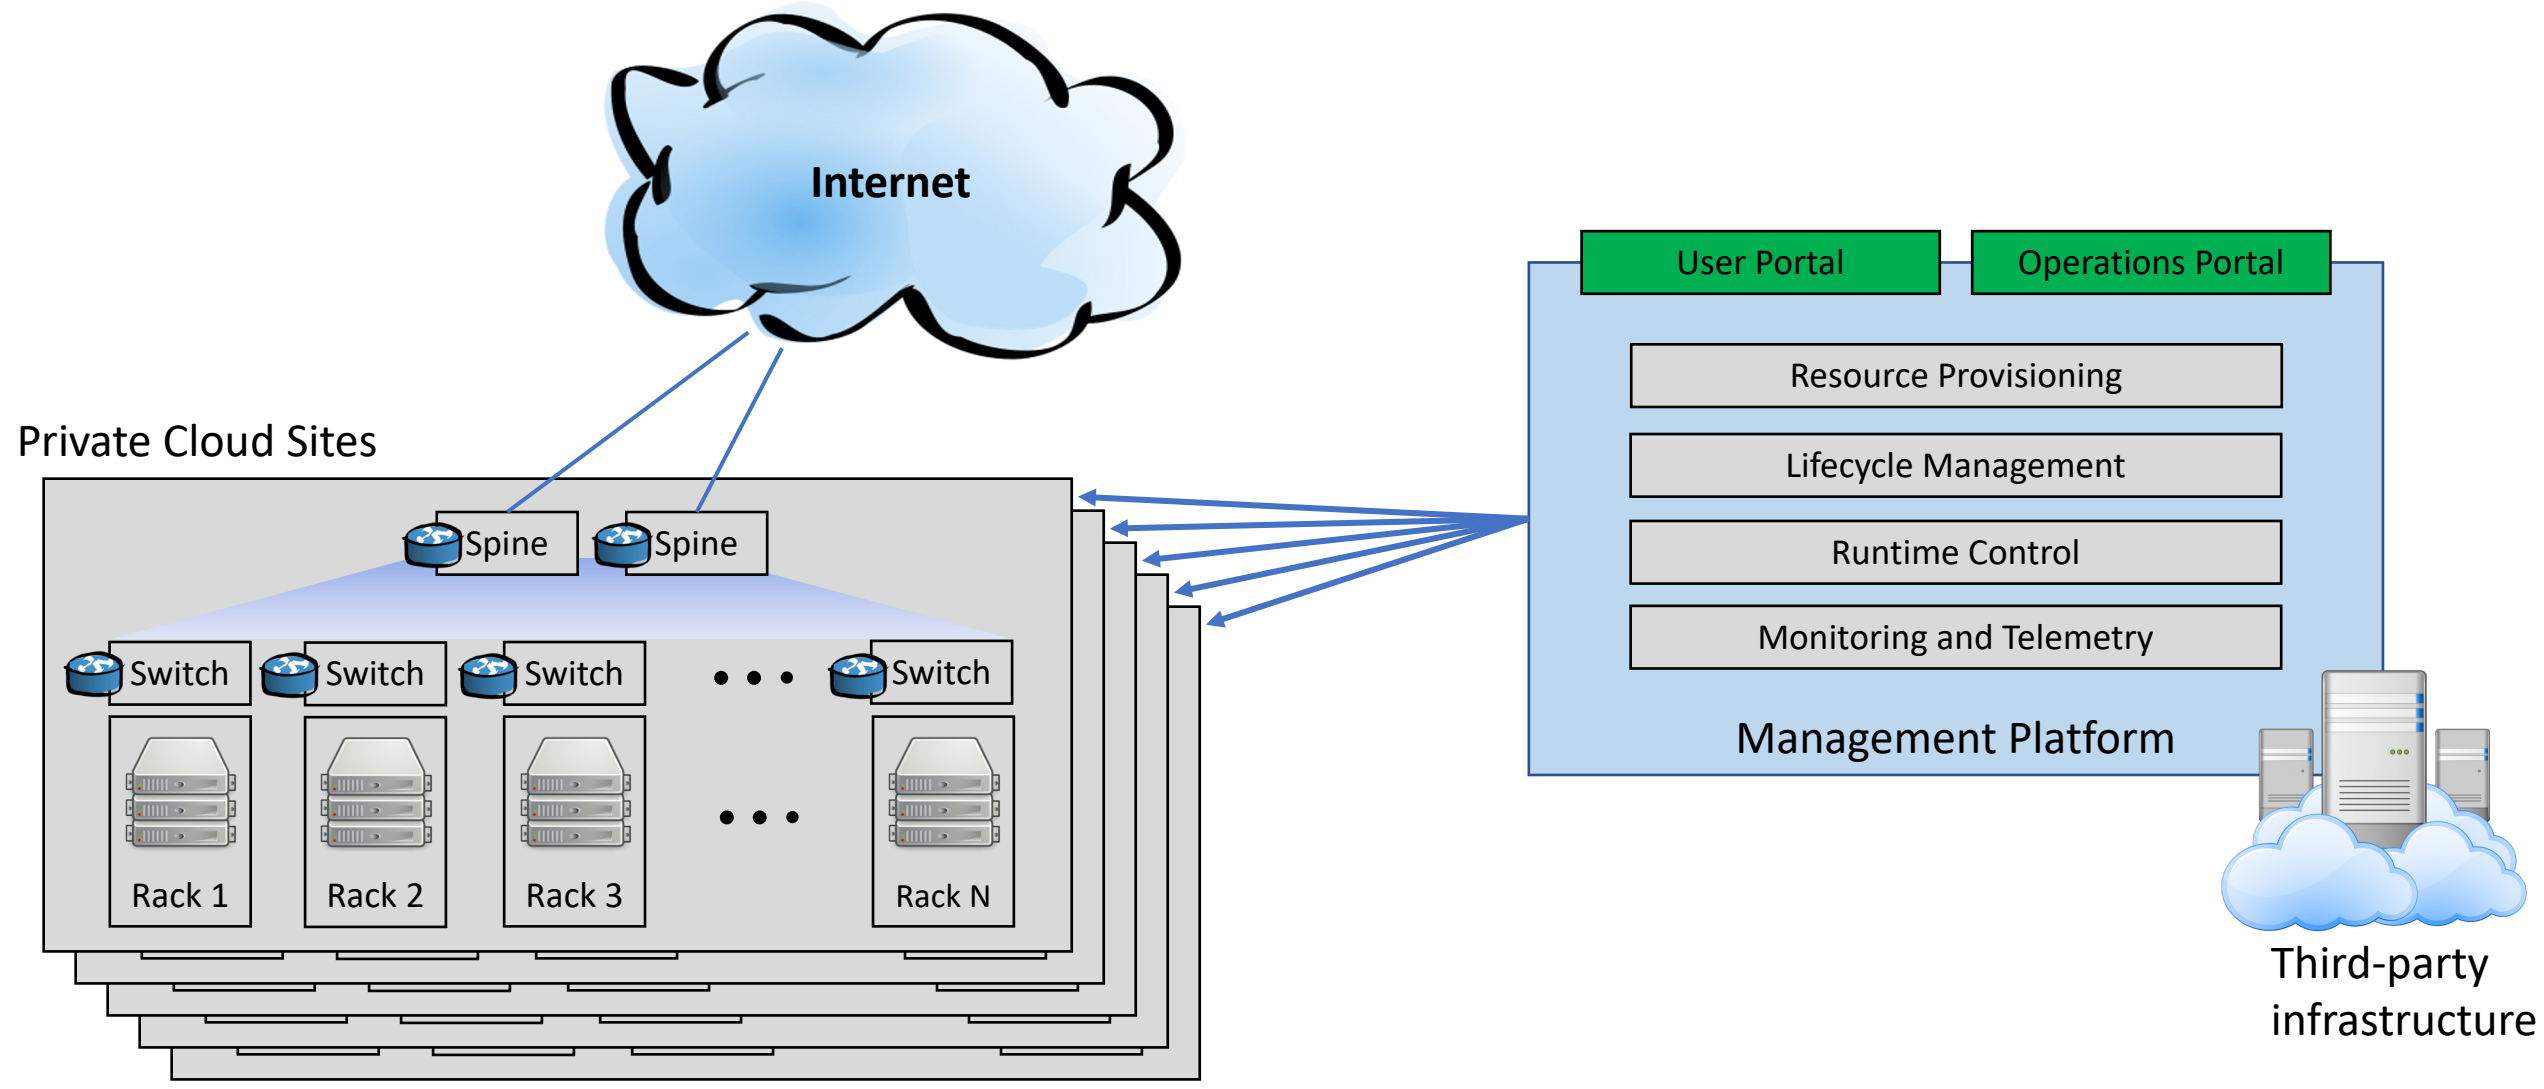 Internet
User Portal
Operations Portal
Resource Provisioning
Lifecycle Management
Runtime Control
Monitoring and Telemetry
Management Platform
Third-party
infrastructure
Private Cloud Sites
Spine
Spine
Switch
Switch
Switch
Switch
Rack 1
Rack 2
Rack 3
Rack N